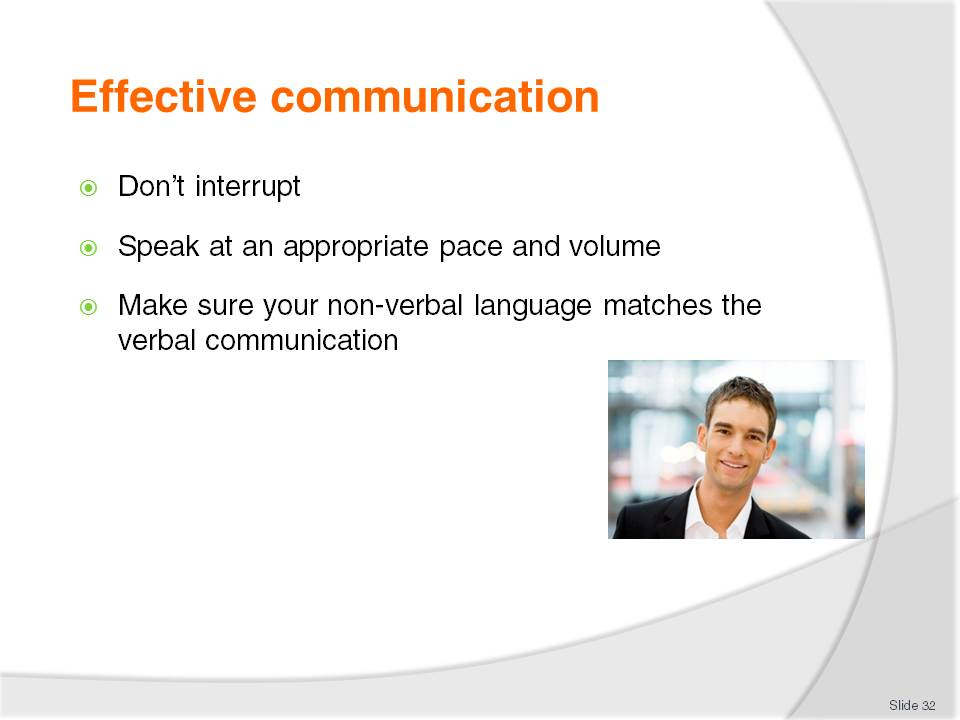 Effective communication
Don’t interrupt
Speak at an appropriate pace and volume
Make sure your non-verbal language matches the
verbal communication
Slide 32